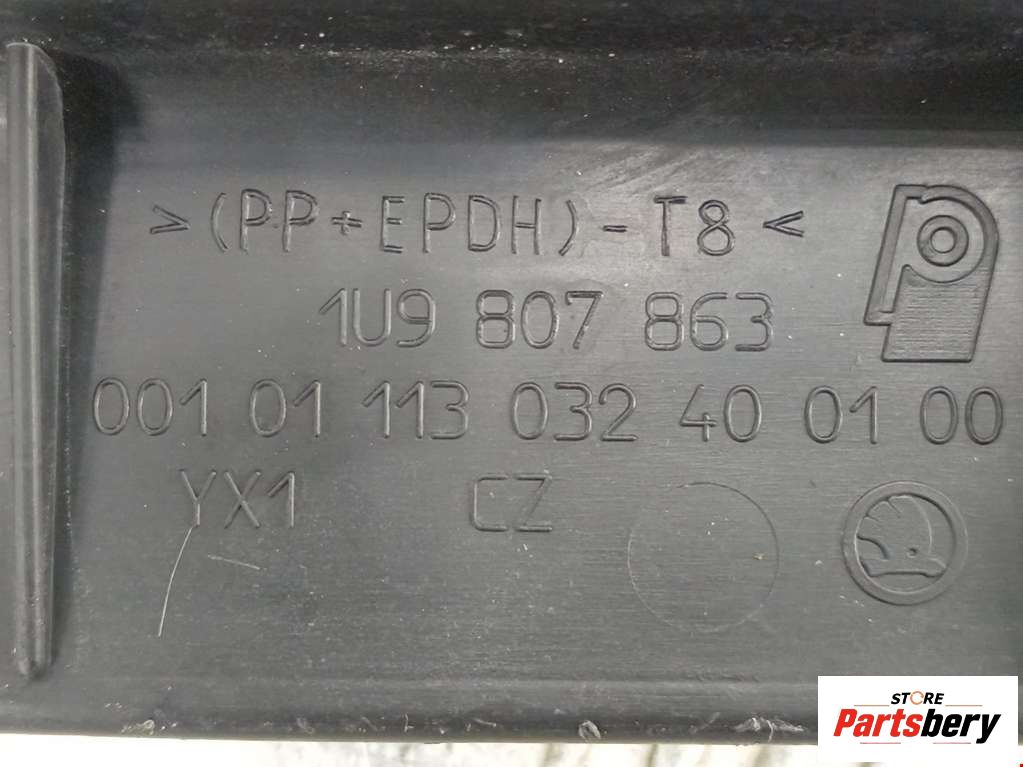 >(PP+EPDH)-T8<
1U9 807 863
001 01 113 032 40 01 00
YX1 CZ
STORE
Partsbery